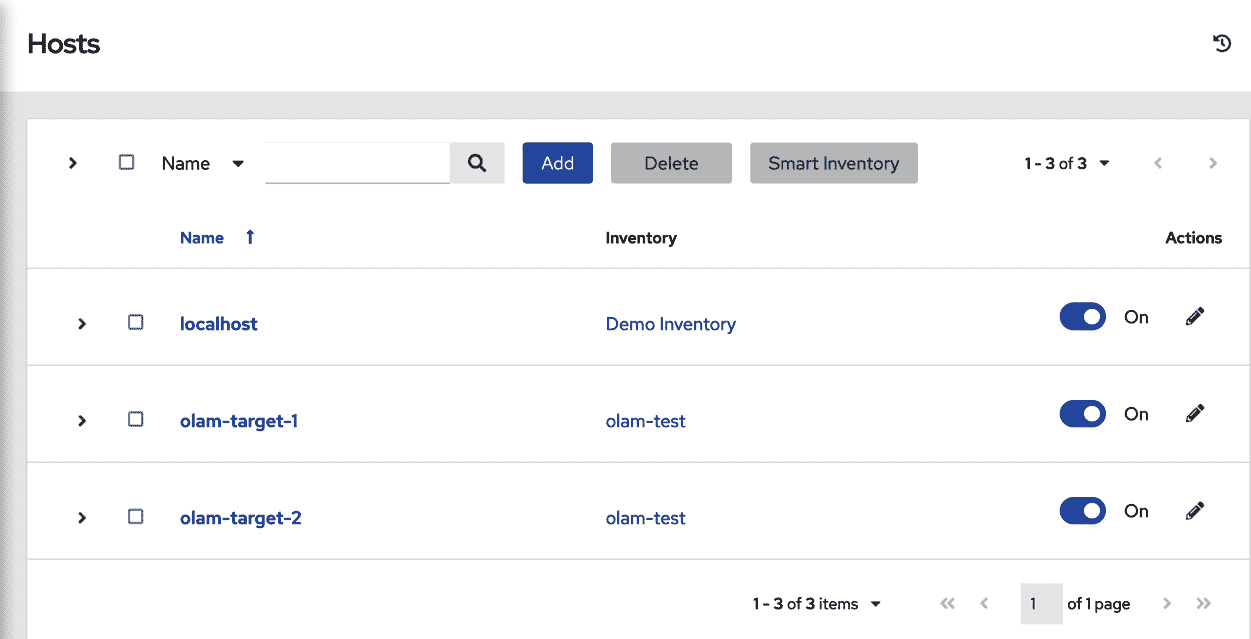 Hosts
Name Add Delete Smart Inventory 1 - 3 of 3
Name Inventory Actions
localhost Demo Inventory On
olam-target-1 olam-test On
olam-target-2 olam-test On
1 - 3 of 3 items 1 of 1 page